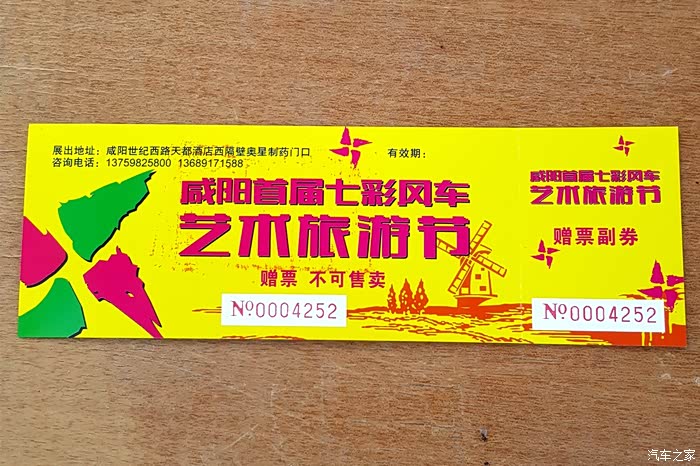 展出地址：咸阳世纪西路天都酒店西隔壁奥星制药门口
咨询电话：13759825800 13689171588
有效期：
咸阳首届七彩风车
艺术旅游节
赠票 不可售卖
№0004252
咸阳首届七彩风车
艺术旅游节
赠票副券
№0004252
汽车之家